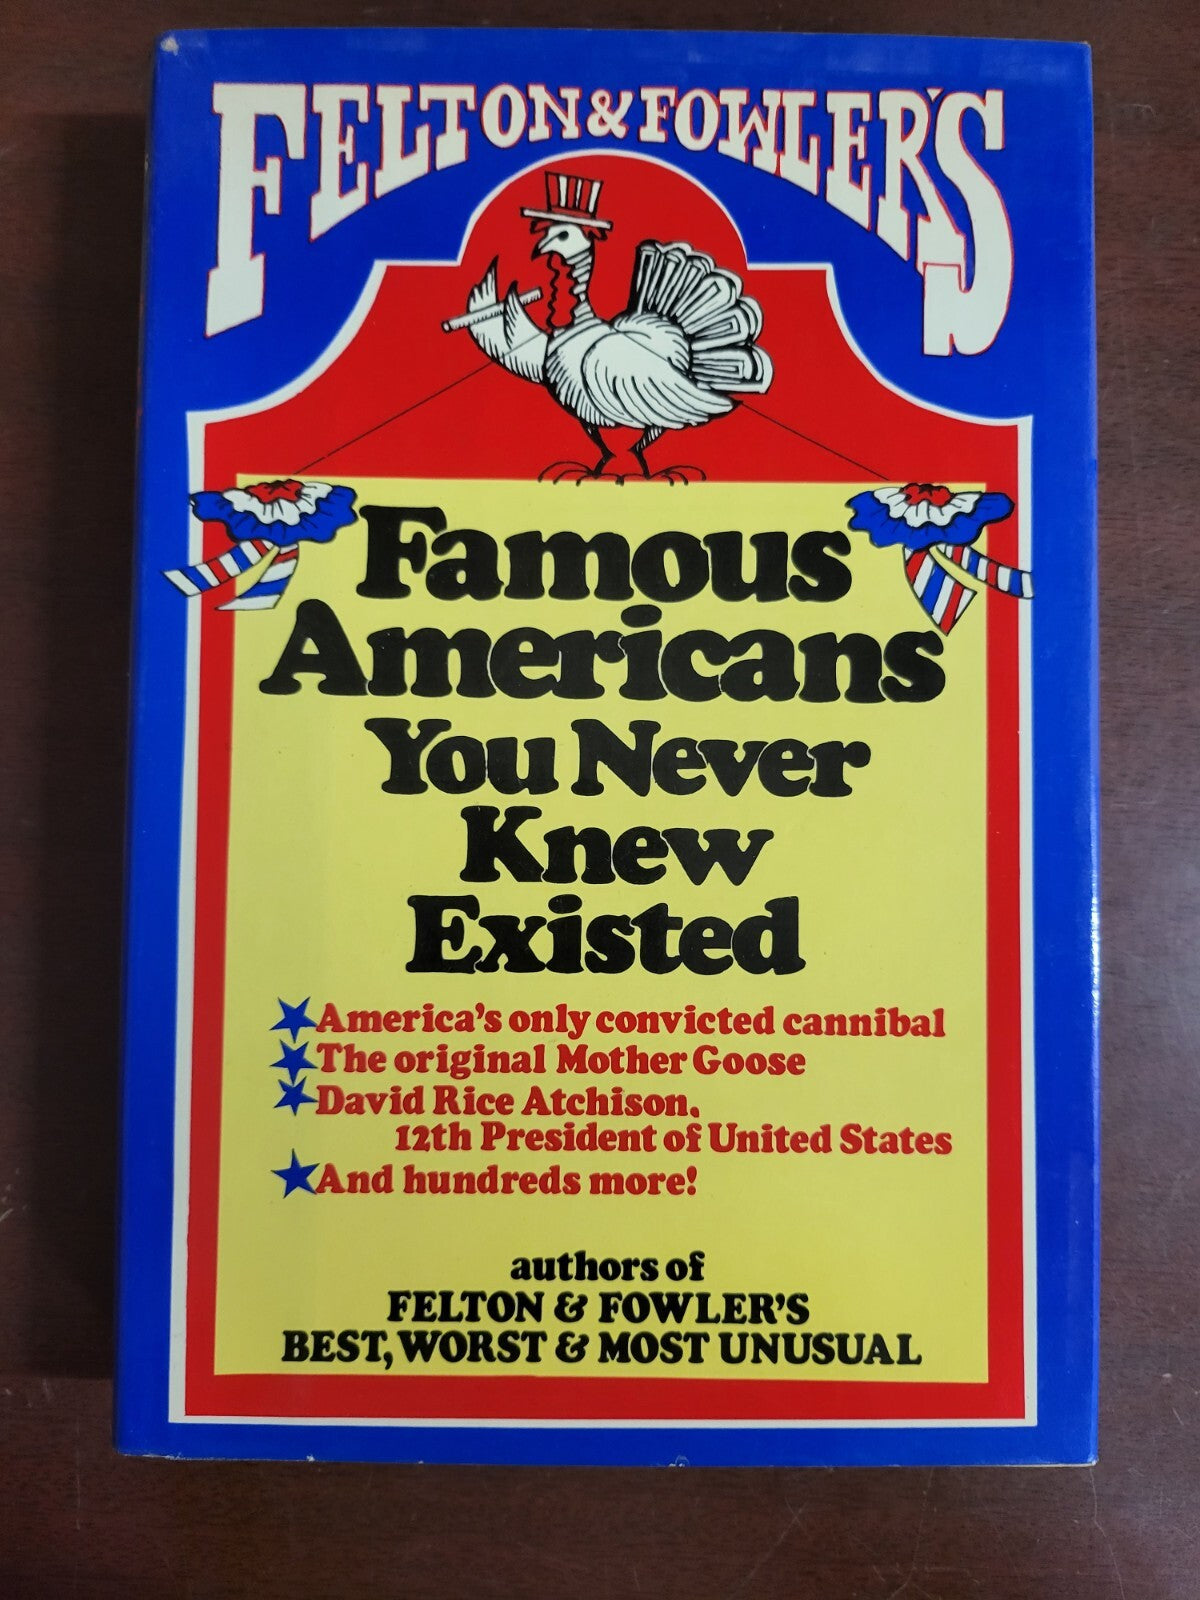 FELTON & FOWLER'S
Famous
Americans
You Never
Knew
Existed
America's only convicted cannibal
The original Mother Goose
David Rice Atchison,
12th President of United States
And hundreds more!
authors of
FELTON & FOWLER'S
BEST, WORST & MOST UNUSUAL